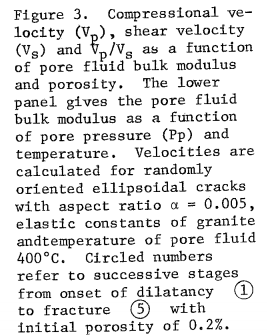 Figure 3. Compressional ve-
locity (Vp), shear velocity
(Vs) and Vp/Vs as a function
of pore fluid bulk modulus
and porosity. The lower
panel gives the pore fluid
bulk modulus as a function
of pore pressure (Pp) and
temperature. Velocities are
calculated for randomly
oriented ellipsoidal cracks
with aspect ratio α = 0.005,
elastic constants of granite
andtemperature of pore fluid
400°C. Circled numbers
refer to successive stages
from onset of dilatancy ①
to fracture ⑤ with
initial porosity of 0.2%.